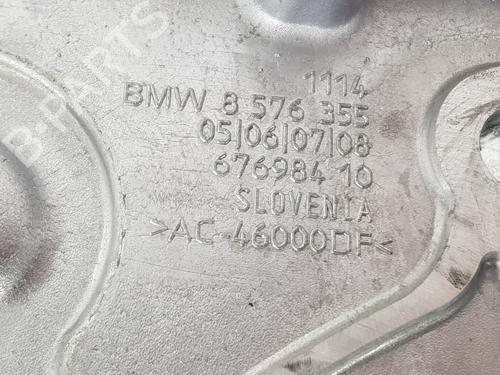 B-PARTS
1114
BMW 8 576 355
05|06|07|08
67698410
SLOVENIA
>AC-46000DF<